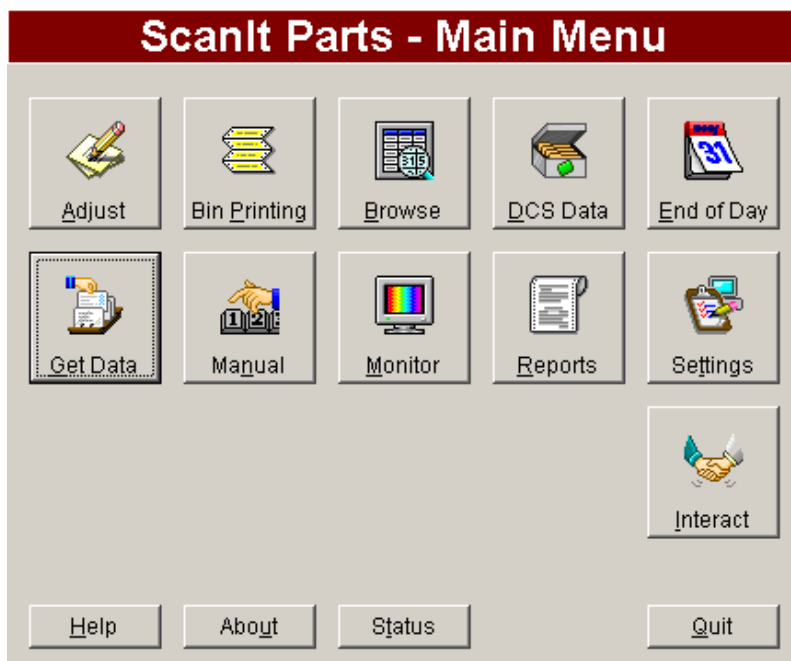 ScanIt Parts - Main Menu
Adjust
Bin Printing
Browse
DCS Data
End of Day
31
Get Data
Manual
Monitor
Reports
Settings
Interact
Help
About
Status
Quit